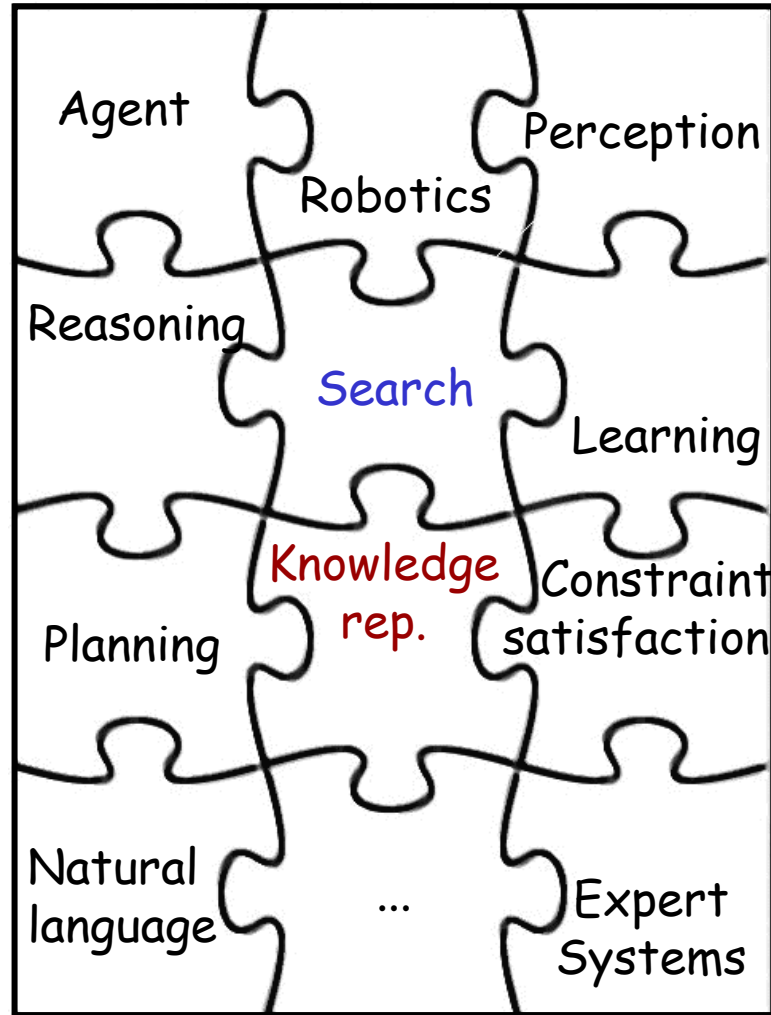 Agent
Robotics
Perception
Reasoning
Search
Learning
Planning
Knowledge
rep.
Constraint
satisfaction
Natural
language
...
Expert
Systems